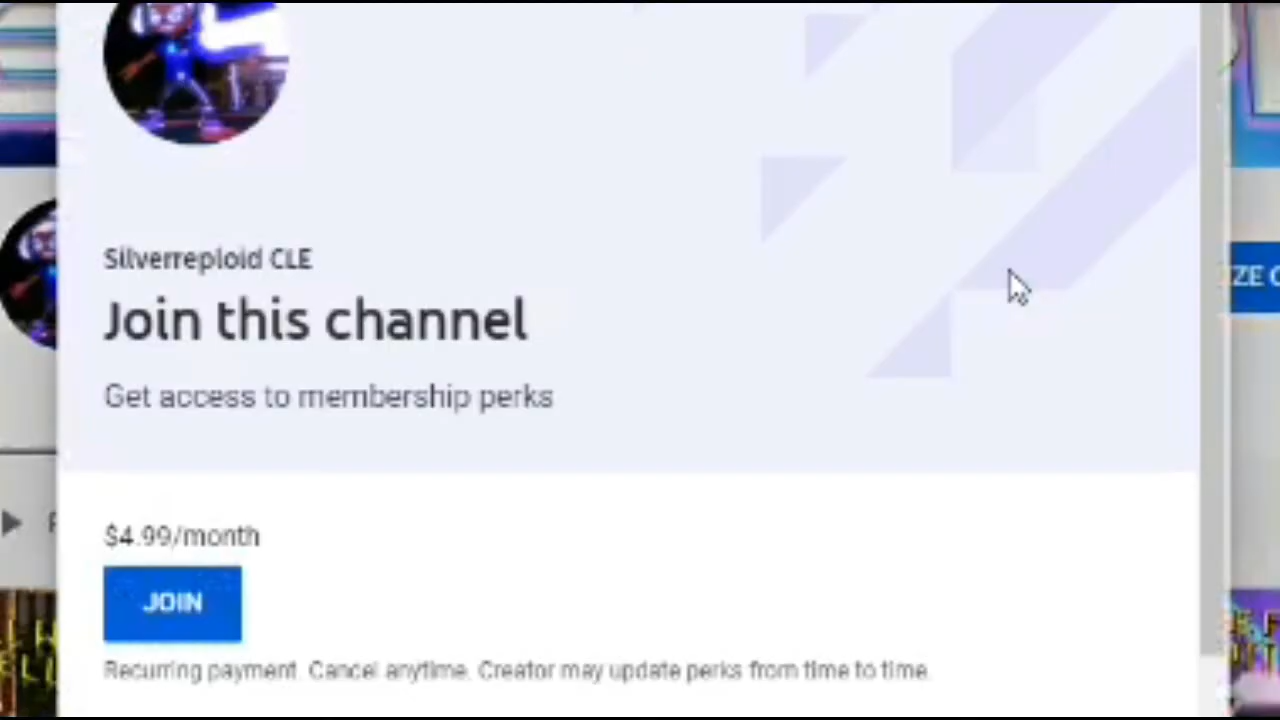 Silverreploid CLE
Join this channel
ZE
Get access to membership perks
$4.99/month
JOIN
Recurring payment. Cancel anytime. Creator may update perks from time to time.